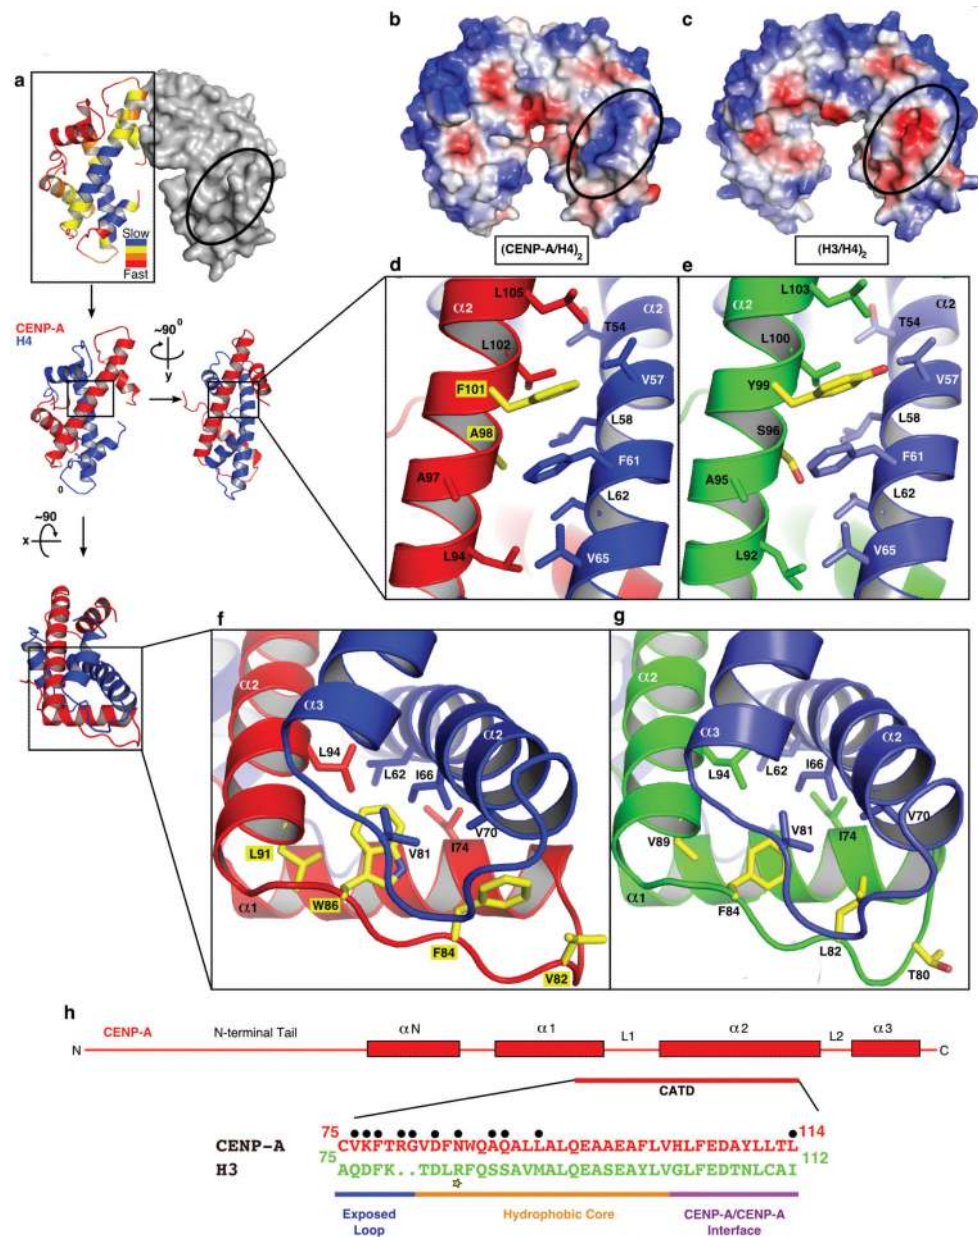 a
Slow
Fast
b
(CENP-A/H4)2
c
(H3/H4)2
CENP-A
H4
~90 0
y
0
~90
x
d
α2
α2
L105
T54
L102
V57
F101
L58
A98
F61
A97
L62
L94
V65
e
α2
α2
L103
T54
L100
V57
Y99
L58
S96
F61
A95
L62
L92
V65
f
α2
α3
α2
L94
L62
I66
V70
V81
I74
L91
α1
W86
F84
V82
g
α2
α3
α2
L94
L62
I66
V70
V81
I74
V89
α1
F84
L82
T80
h
CENP-A
N-terminal Tail
αN
α1
L1
α2
L2
α3
N
C
CATD
75
114
CENP-A CVKFTRGVDFNWQAQALLALQEAAEAFLVHLFEDAYLLTL
75
112
H3 AQDFK..TDLRFQSSAVMALQEASEAYLVGLFEDTNLCAI
Exposed Loop
Hydrophobic Core
CENP-A/CENP-A Interface